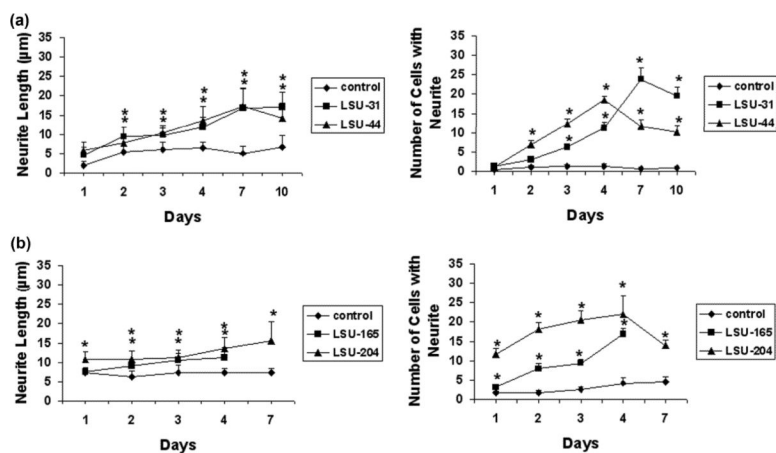 (a)
Neurite Length (µm)
35
30
25
20
15
10
5
0
* * * * *
* * * * *
1 2 3 4 7 10
Days
control
LSU-31
LSU-44
Number of Cells with
Neurite
35
30
25
20
15
10
5
0
* * * * *
* * * *
1 2 3 4 7 10
Days
control
LSU-31
LSU-44
(b)
Neurite Length (µm)
35
30
25
20
15
10
5
0
* * * * *
* * *
1 2 3 4 7
Days
control
LSU-165
LSU-204
Number of Cells with
Neurite
35
30
25
20
15
10
5
0
* * * * *
* * * *
1 2 3 4 7
Days
control
LSU-165
LSU-204